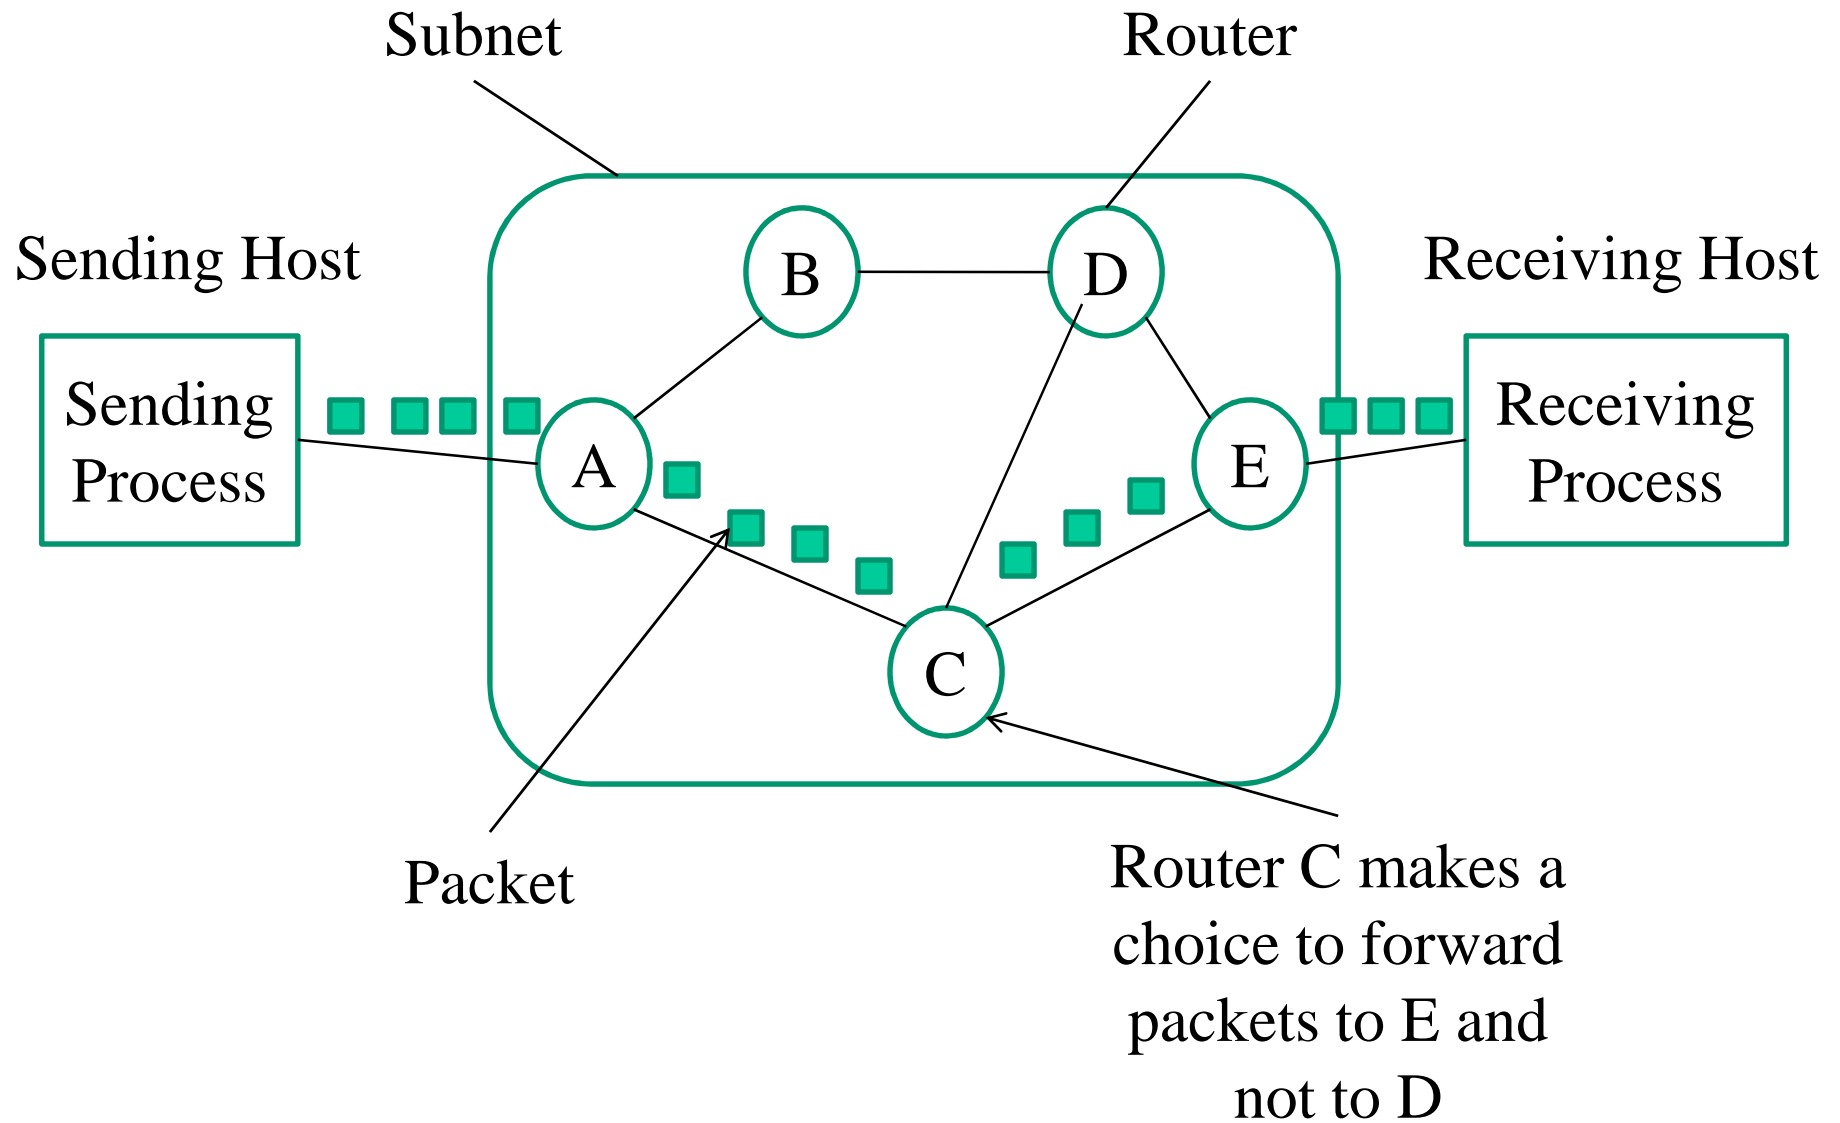 Subnet
Router
Sending Host
Receiving Host
B
D
Sending
Process
A
E
Receiving
Process
C
Packet
Router C makes a
choice to forward
packets to E and
not to D